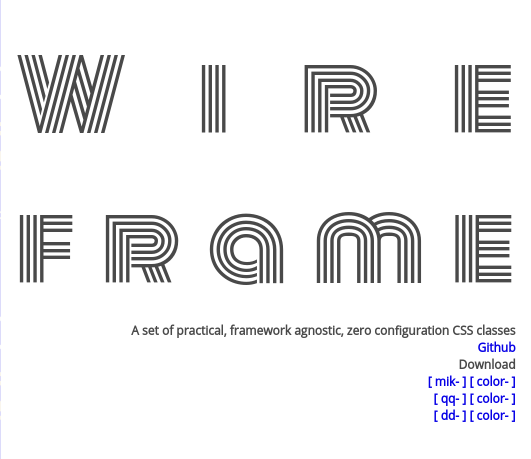 WIRE
FRAME
A set of practical, framework agnostic, zero configuration CSS classes
Github
Download
[ mik- ] [ color- ]
[ qq- ] [ color- ]
[ dd- ] [ color- ]